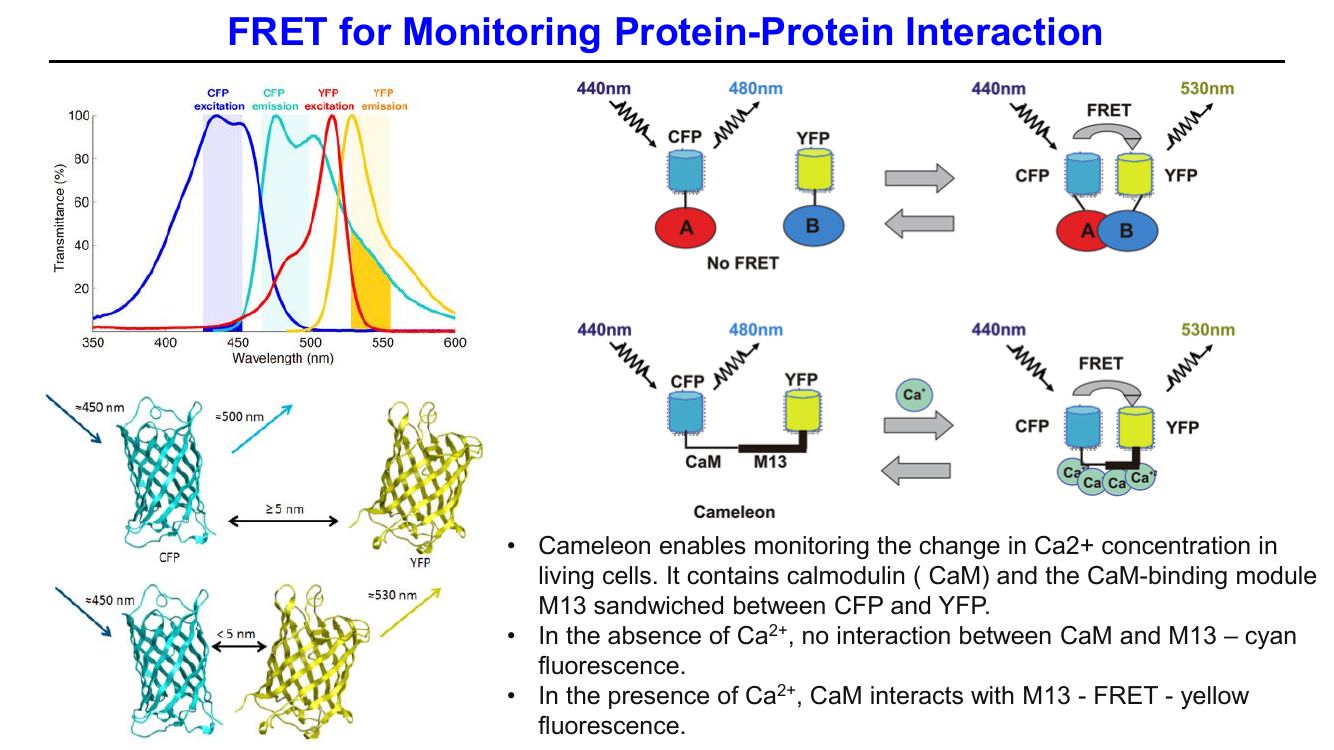 FRET for Monitoring Protein-Protein Interaction
CFP excitation
CFP emission
YFP excitation
YFP emission
Transmittance (%)
100
80
60
40
20
350 400 450 500 550 600
Wavelength (nm)
≈450 nm
≈500 nm
≥5 nm
CFP
YFP
≈450 nm
<5 nm
≈530 nm
440nm
480nm
CFP
YFP
A
B
No FRET
440nm
530nm
FRET
CFP
YFP
A
B
440nm
480nm
CFP
YFP
CaM
M13
Cameleon
Ca⁺
440nm
530nm
FRET
CFP
YFP
Ca
Ca
Ca
Ca⁺²
• Cameleon enables monitoring the change in Ca2+ concentration in
living cells. It contains calmodulin ( CaM) and the CaM-binding module
M13 sandwiched between CFP and YFP.
• In the absence of Ca²⁺, no interaction between CaM and M13 – cyan
fluorescence.
• In the presence of Ca²⁺, CaM interacts with M13 - FRET - yellow
fluorescence.